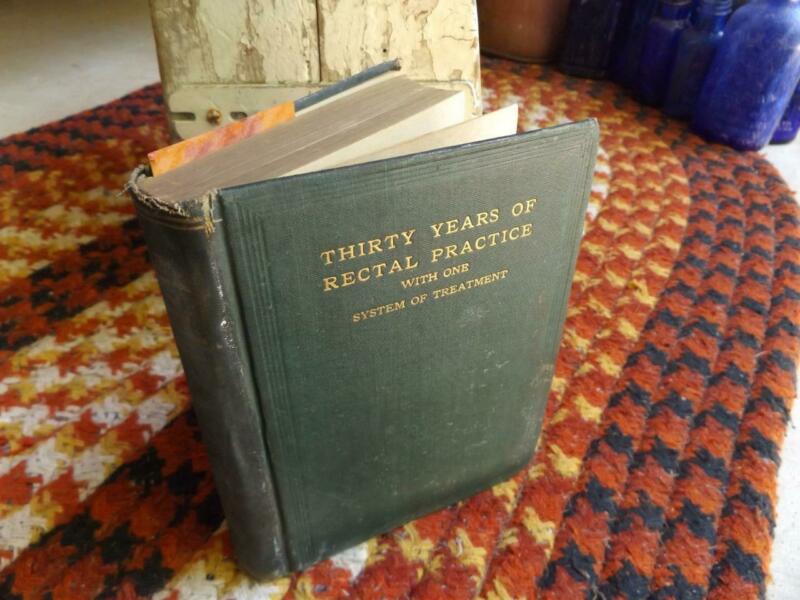 THIRTY YEARS OF
RECTAL PRACTICE
WITH ONE
SYSTEM OF TREATMENT